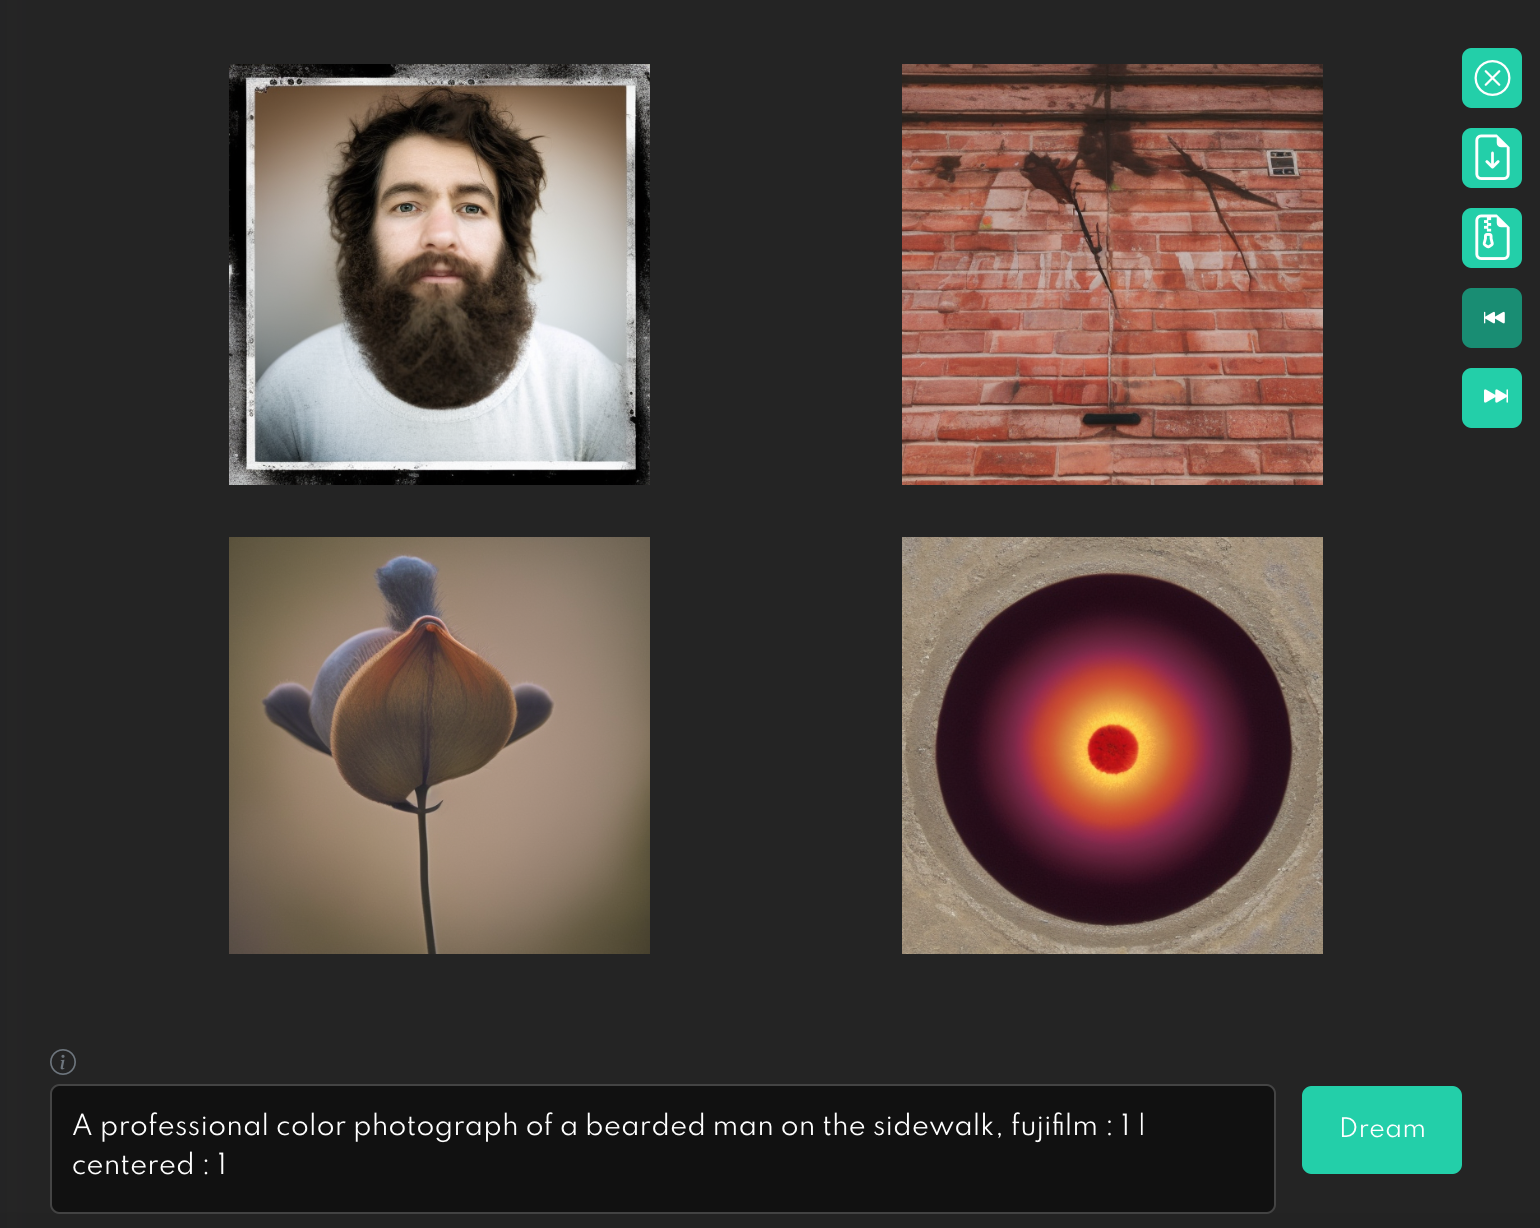 A professional color photograph of a bearded man on the sidewalk, fujifilm : 1 |
centered : 1
Dream